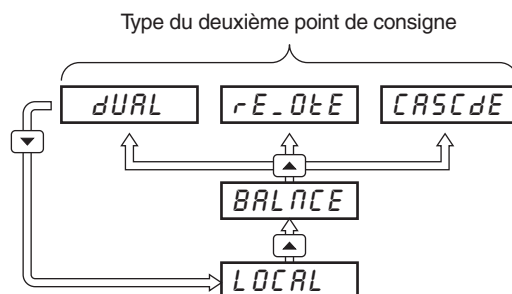 Type du deuxième point de consigne
dUAL rE_OtE CASCdE
BALnCE
LOCAL